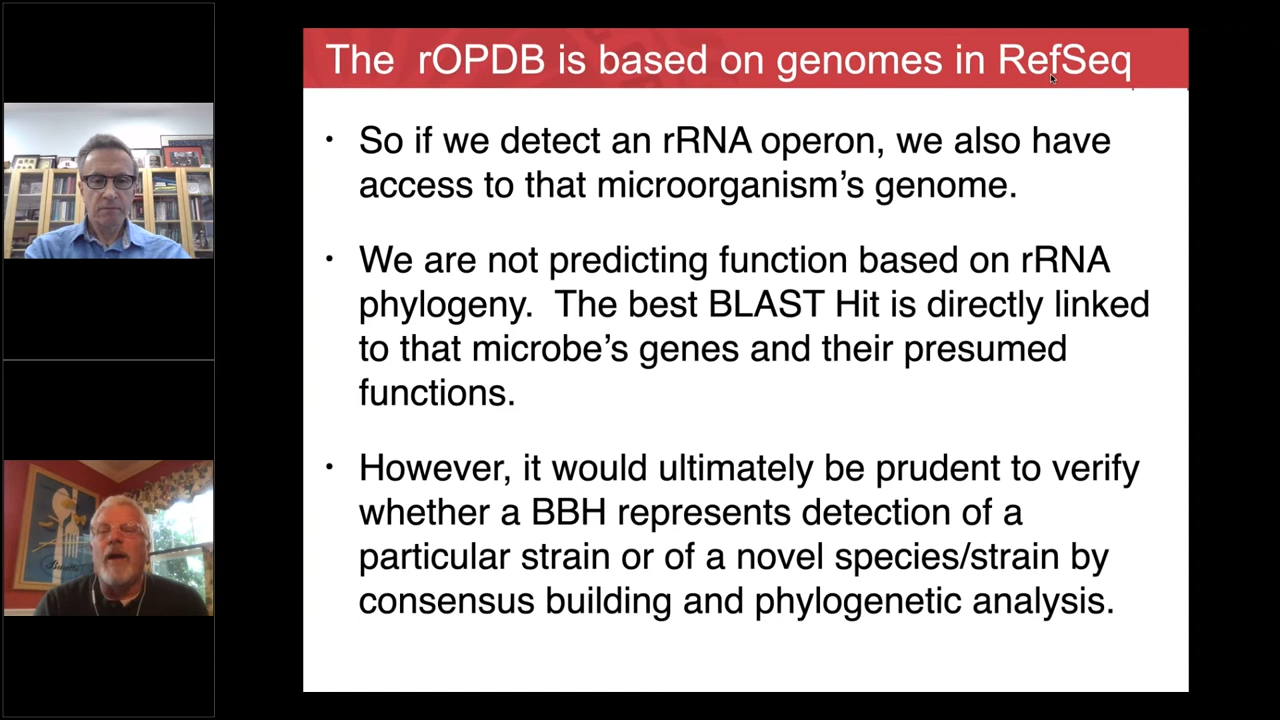 The rOPDB is based on genomes in RefSeq
• So if we detect an rRNA operon, we also have
access to that microorganism’s genome.
• We are not predicting function based on rRNA
phylogeny. The best BLAST Hit is directly linked
to that microbe’s genes and their presumed
functions.
• However, it would ultimately be prudent to verify
whether a BBH represents detection of a
particular strain or of a novel species/strain by
consensus building and phylogenetic analysis.